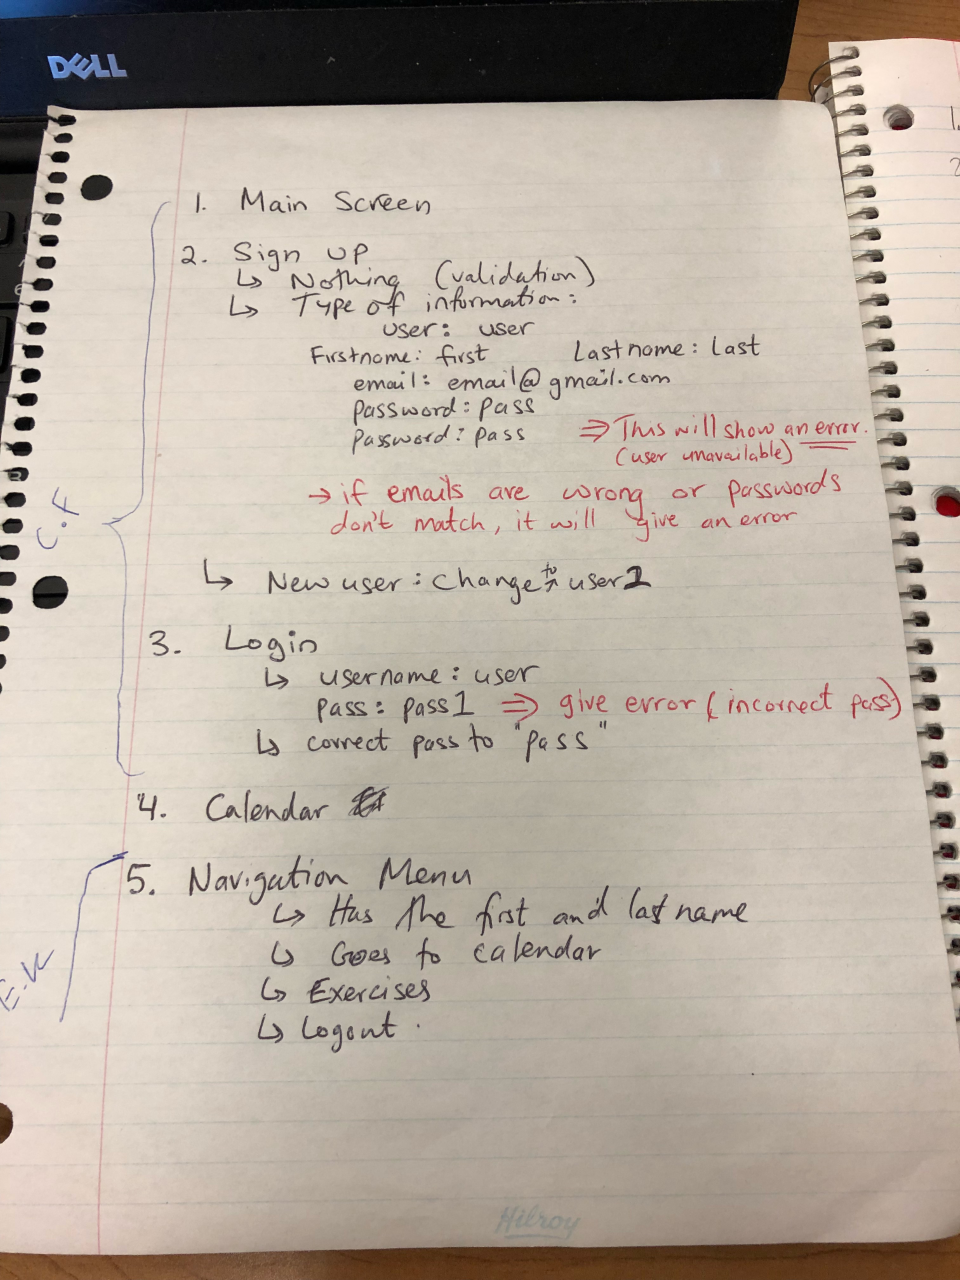 DELL
1. Main Screen
2. Sign up
↳ Nothing (validation)
↳ Type of information:
user: user
Firstname: first Lastname: last
email: email@gmail.com
password: pass
password: pass ⇒ This will show an error.
(user unavailable)
→ if emails are wrong or passwords
don't match, it will give an error
C.F
↳ New user: change to user1
3. Login
↳ username: user
pass: pass1 ⇒ give error (incorrect pass)
↳ correct pass to "pass"
4. Calendar
5. Navigation Menu
↳ Has the first and last name
↳ Goes to calendar
E.K
↳ Exercises
↳ Logout.
Hilroy
1.
2